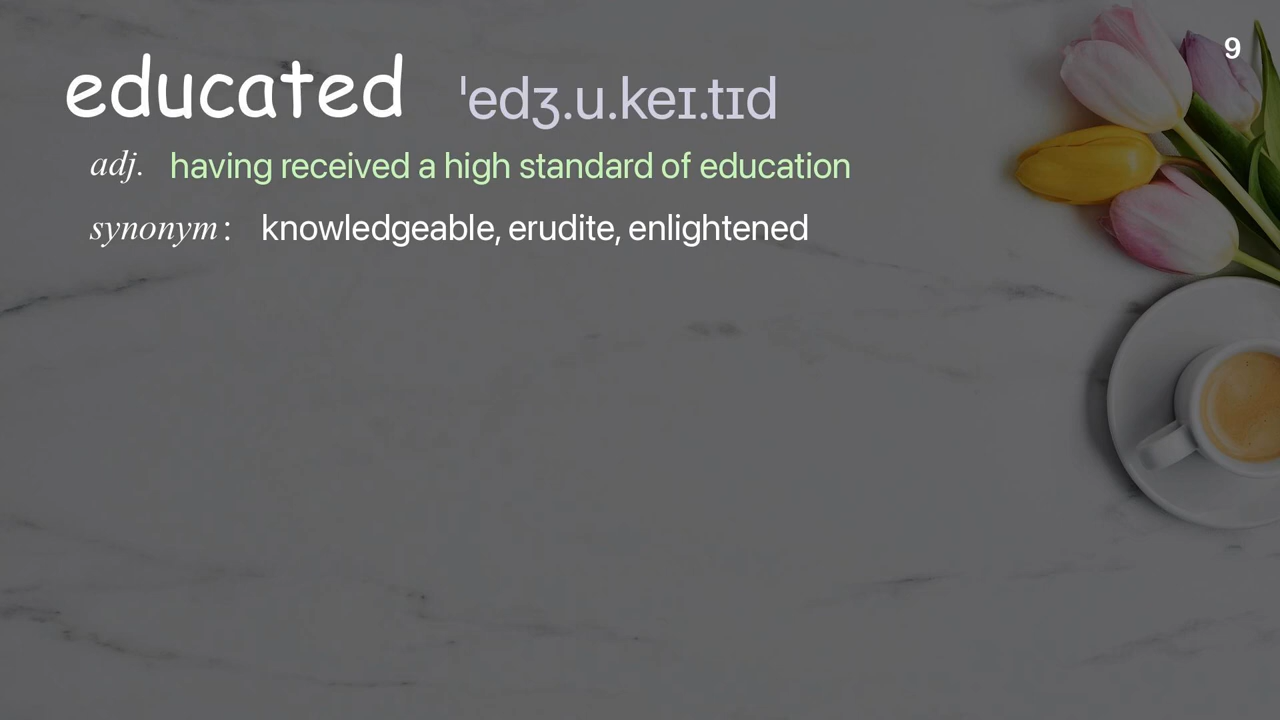 9
educated ˈedʒ.u.keɪ.tɪd
adj. having received a high standard of education
synonym: knowledgeable, erudite, enlightened